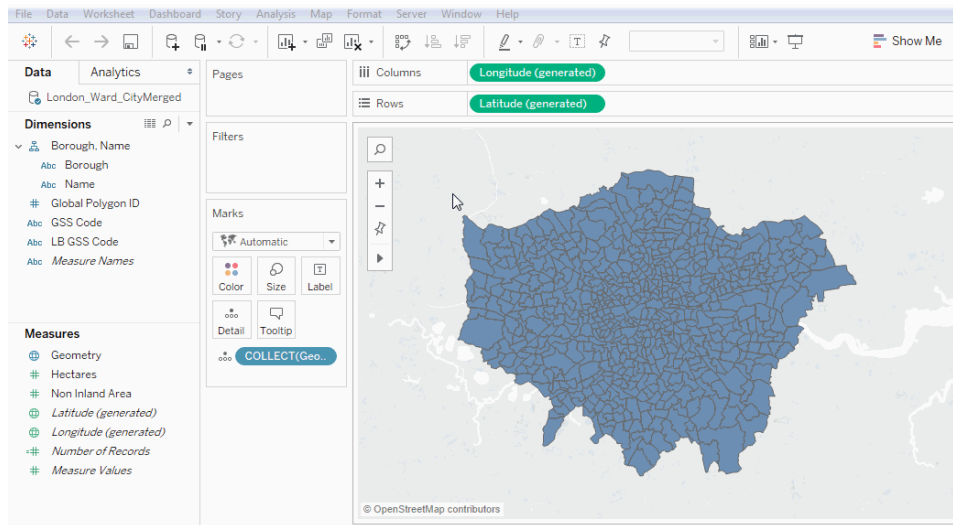 File Data Worksheet Dashboard Story Analysis Map Format Server Window Help
Show Me
Data Analytics
London_Ward_CityMerged
Dimensions
Borough, Name
Abc Borough
Abc Name
# Global Polygon ID
Abc GSS Code
Abc LB GSS Code
Abc Measure Names
Measures
Geometry
# Hectares
# Non Inland Area
Latitude (generated)
Longitude (generated)
=# Number of Records
# Measure Values
Pages
Filters
Marks
Automatic
Color Size Label
Detail Tooltip
COLLECT(Geo..
iii Columns Longitude (generated)
Rows Latitude (generated)
© OpenStreetMap contributors